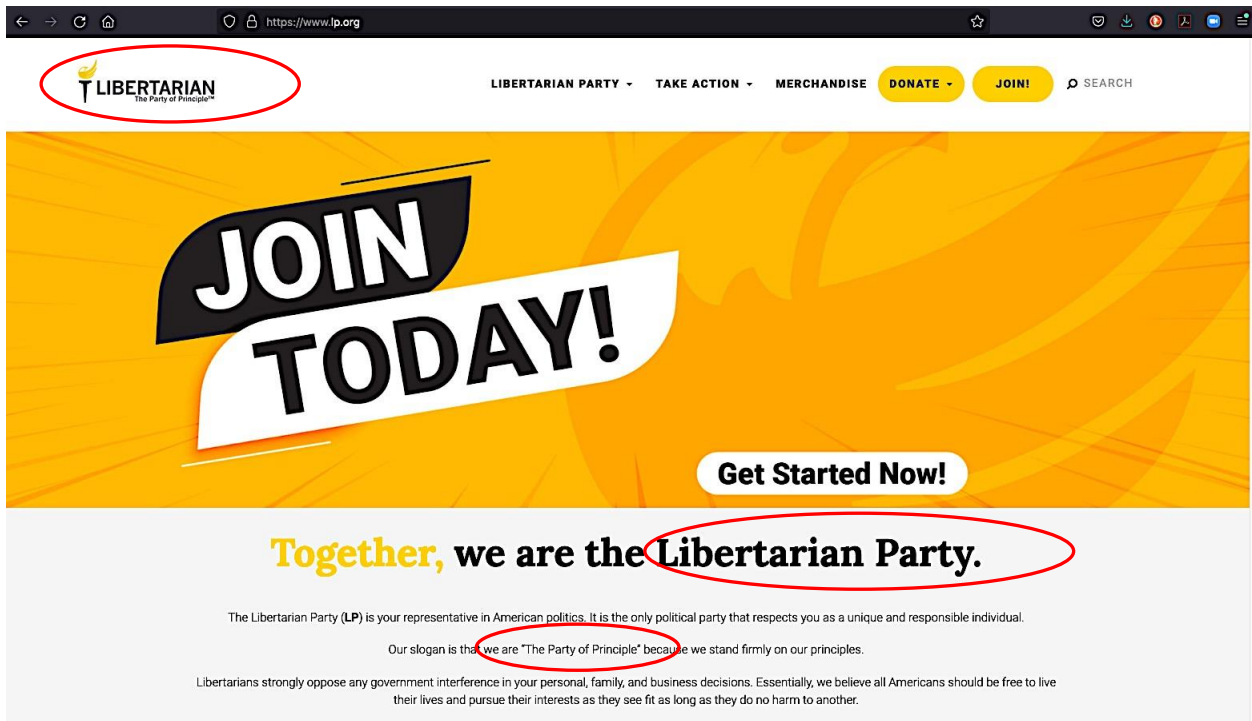 https://www.lp.org
LIBERTARIAN
The Party of Principle™
LIBERTARIAN PARTY TAKE ACTION MERCHANDISE DONATE JOIN! SEARCH
JOIN
TODAY!
Get Started Now!
Together, we are the Libertarian Party.
The Libertarian Party (LP) is your representative in American politics. It is the only political party that respects you as a unique and responsible individual.
Our slogan is that we are "The Party of Principle" because we stand firmly on our principles.
Libertarians strongly oppose any government interference in your personal, family, and business decisions. Essentially, we believe all Americans should be free to live
their lives and pursue their interests as they see fit as long as they do no harm to another.